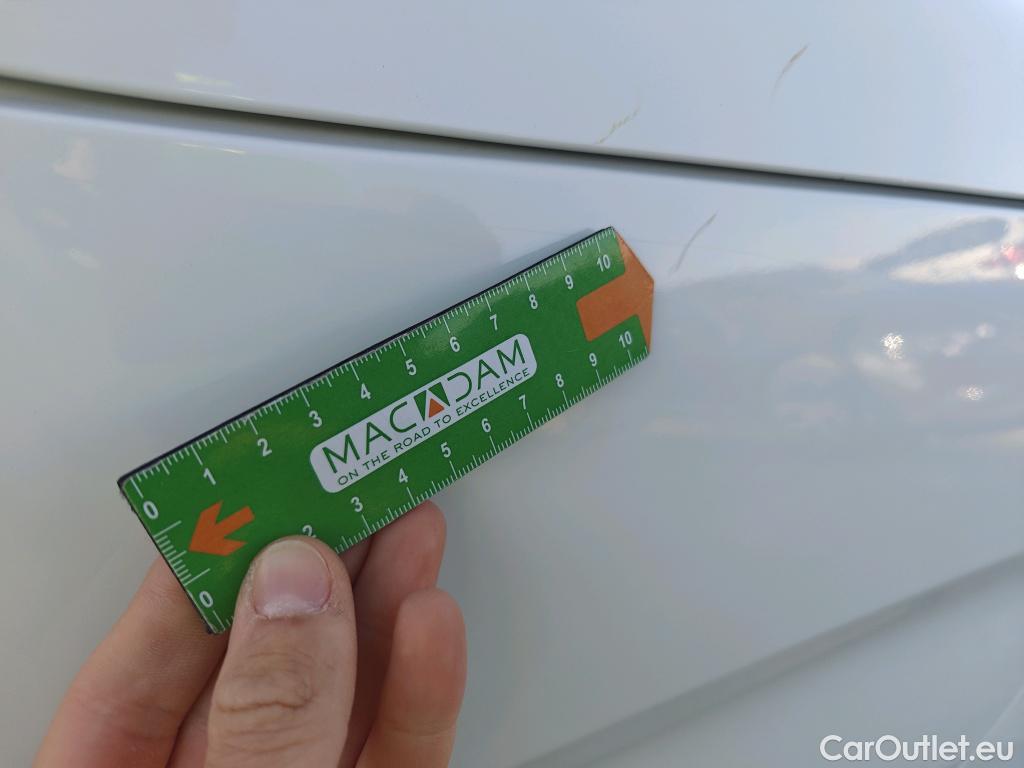 0 1 2 3 4 5 6 7 8 9 10
MACADAM
ON THE ROAD TO EXCELLENCE
0 2 3 4 5 6 7 8 9 10
CarOutlet.eu